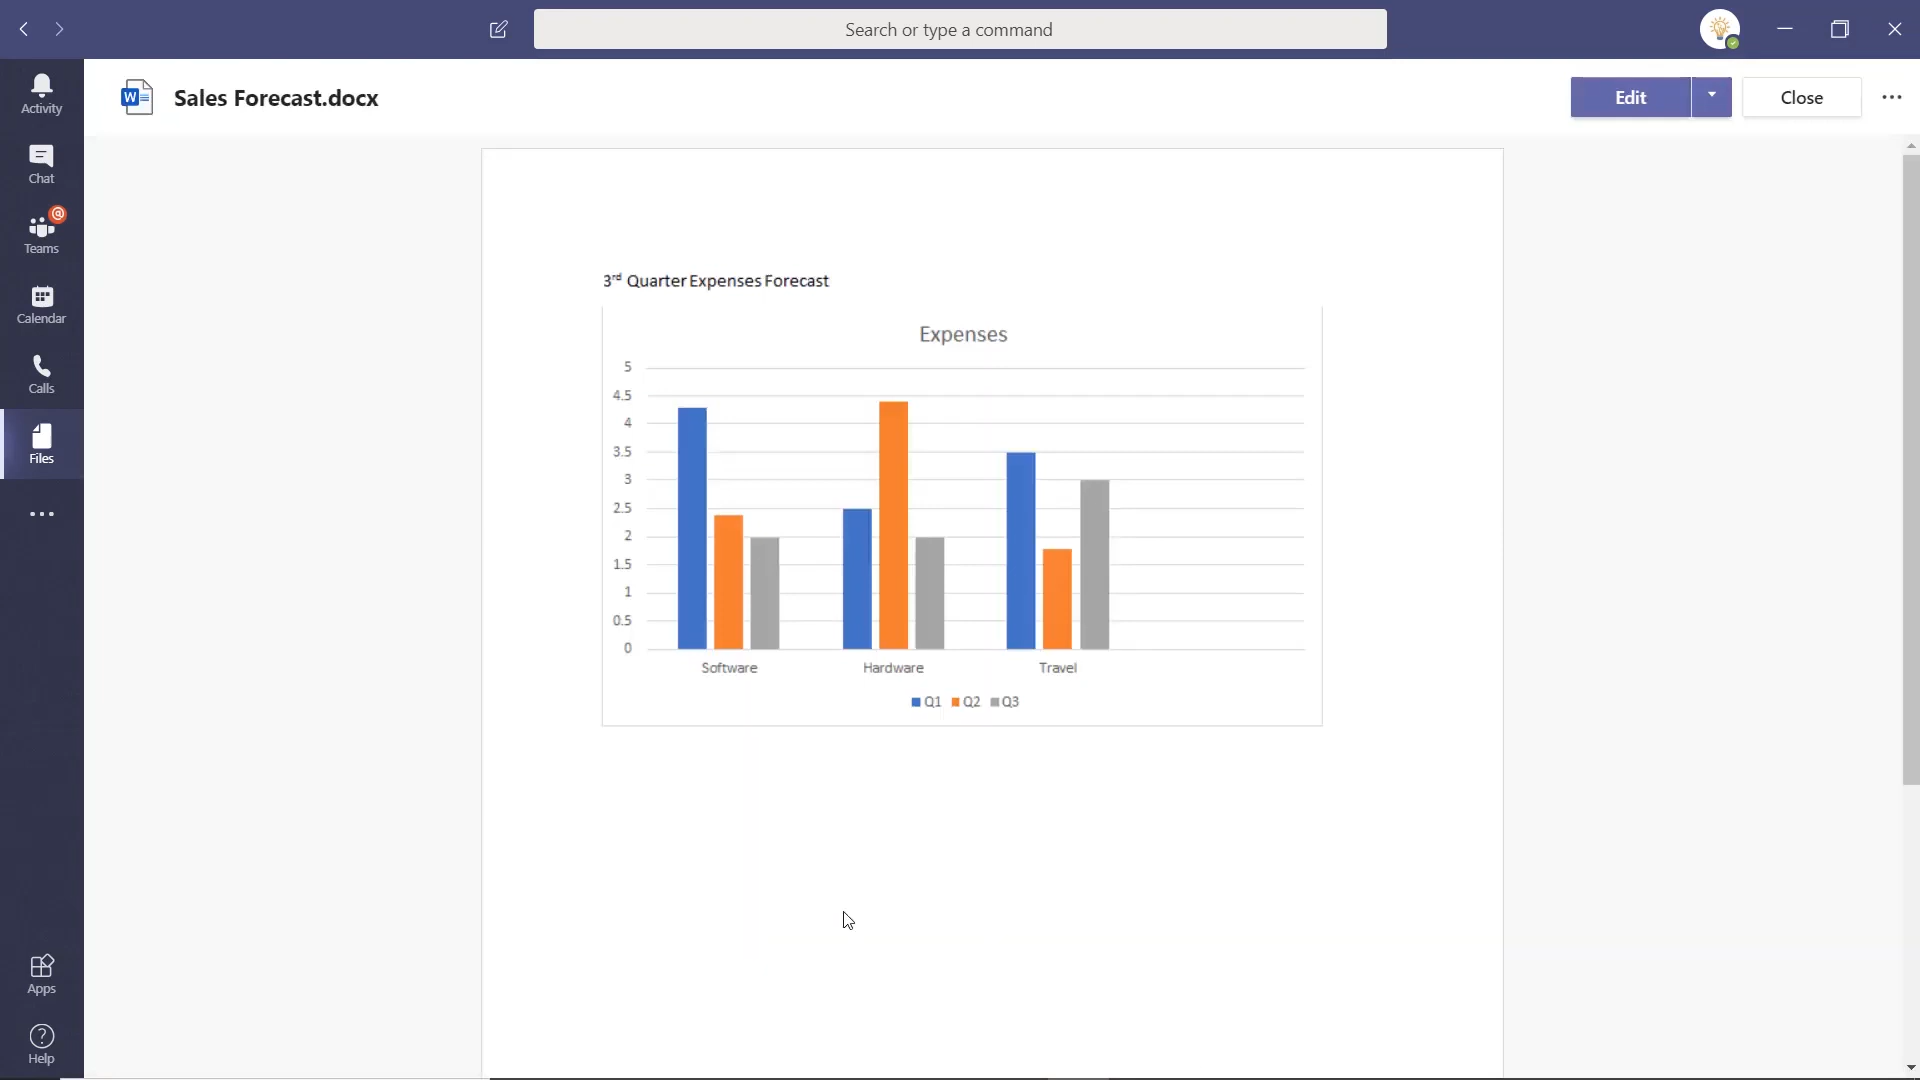 Search or type a command
Activity
Chat
@
Teams
Calendar
Calls
Files
Apps
?
Help
W
Sales Forecast.docx
Edit
Close
3rd Quarter Expenses Forecast
Expenses
5
4.5
4
3.5
3
2.5
2
1.5
1
0.5
0
Software Hardware Travel
Q1 Q2 Q3